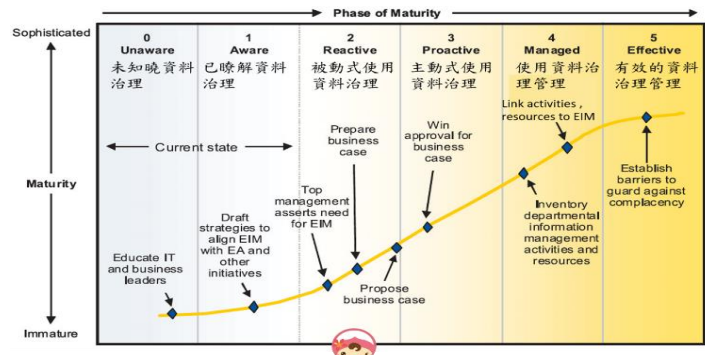 Phase of Maturity
Sophisticated
Maturity
Immature
0
Unaware
未知曉資料
治理
1
Aware
已瞭解資料
治理
2
Reactive
被動式使用
資料治理
3
Proactive
主動式使用
資料治理
4
Managed
使用資料治
理管理
5
Effective
有效的資料
治理管理
Current state
Educate IT
and business
leaders
Draft
strategies to
align EIM
with EA and
other
initiatives
Top
management
asserts need
for EIM
Prepare
business
case
Propose
business case
Win
approval for
business
case
Link activities ,
resources to EIM
Inventory
departmental
information
management
activities and
resources
Establish
barriers to
guard against
complacency